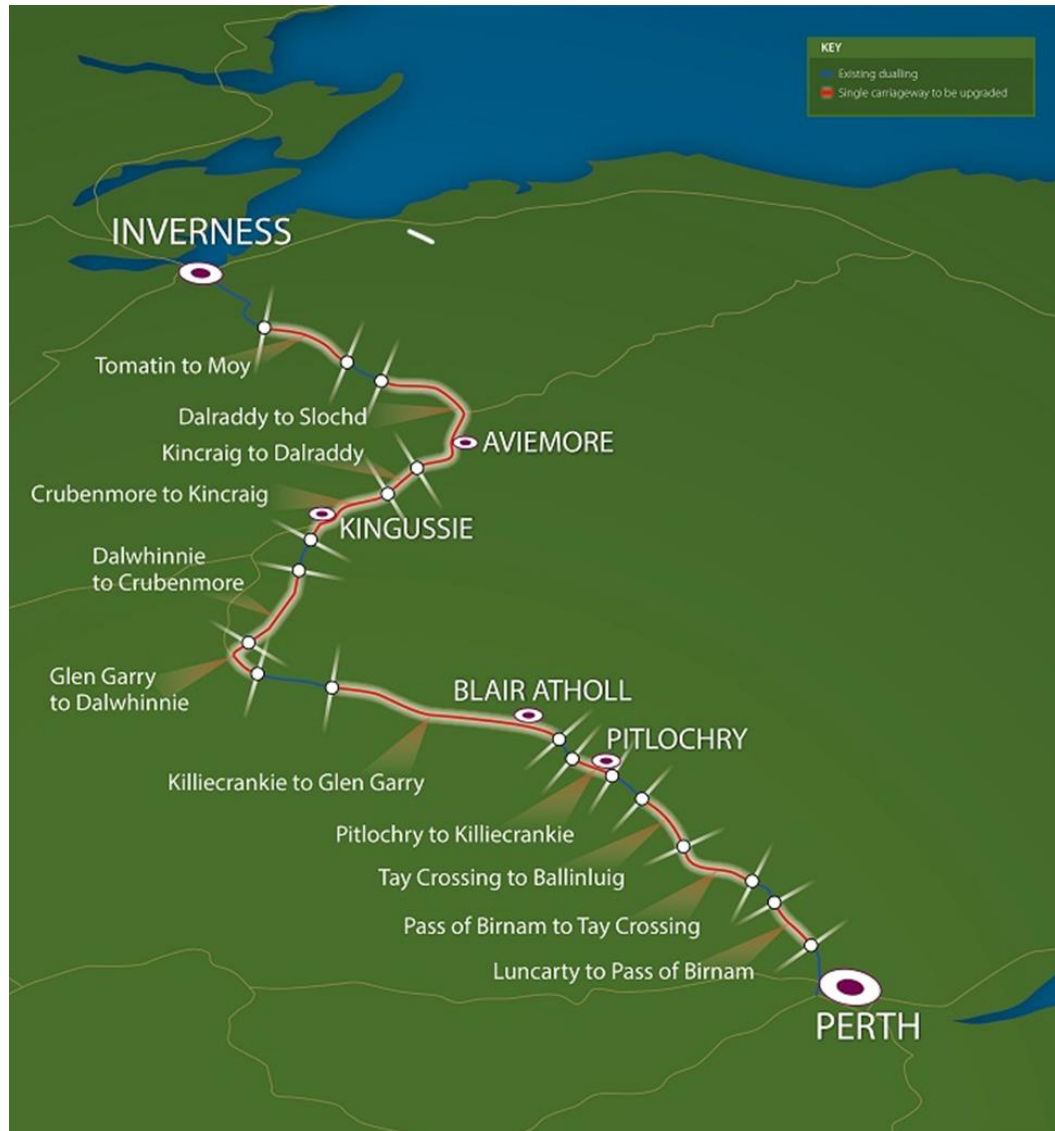 KEY
Existing dualling
Single carriageway to be upgraded
INVERNESS
Tomatin to Moy
Dalraddy to Slochd
AVIEMORE
Kincraig to Dalraddy
Crubenmore to Kincraig
KINGUSSIE
Dalwhinnie
to Crubenmore
Glen Garry
to Dalwhinnie
BLAIR ATHOLL
PITLOCHRY
Killiecrankie to Glen Garry
Pitlochry to Killiecrankie
Tay Crossing to Ballinluig
Pass of Birnam to Tay Crossing
Luncarty to Pass of Birnam
PERTH